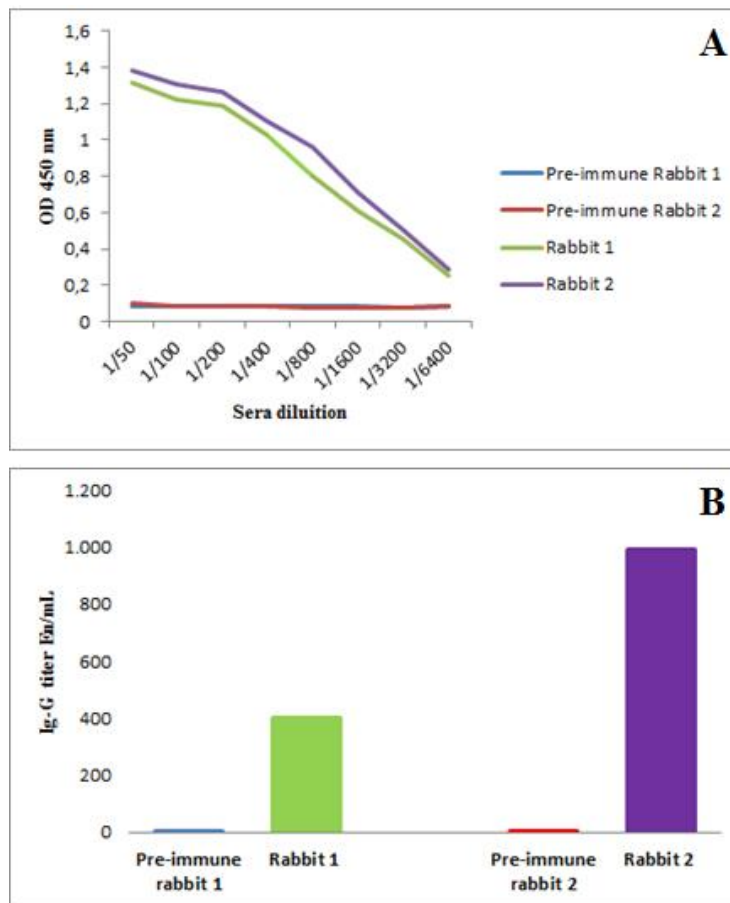 A
1,6
1,4
1,2
1
0,8
0,6
0,4
0,2
0
OD 450 nm
1/50
1/100
1/200
1/400
1/800
1/1600
1/3200
1/6400
Sera diluition
Pre-immune Rabbit 1
Pre-immune Rabbit 2
Rabbit 1
Rabbit 2
B
1.200
1.000
800
600
400
200
0
Ig-G titer En/mL
Pre-immune rabbit 1
Rabbit 1
Pre-immune rabbit 2
Rabbit 2